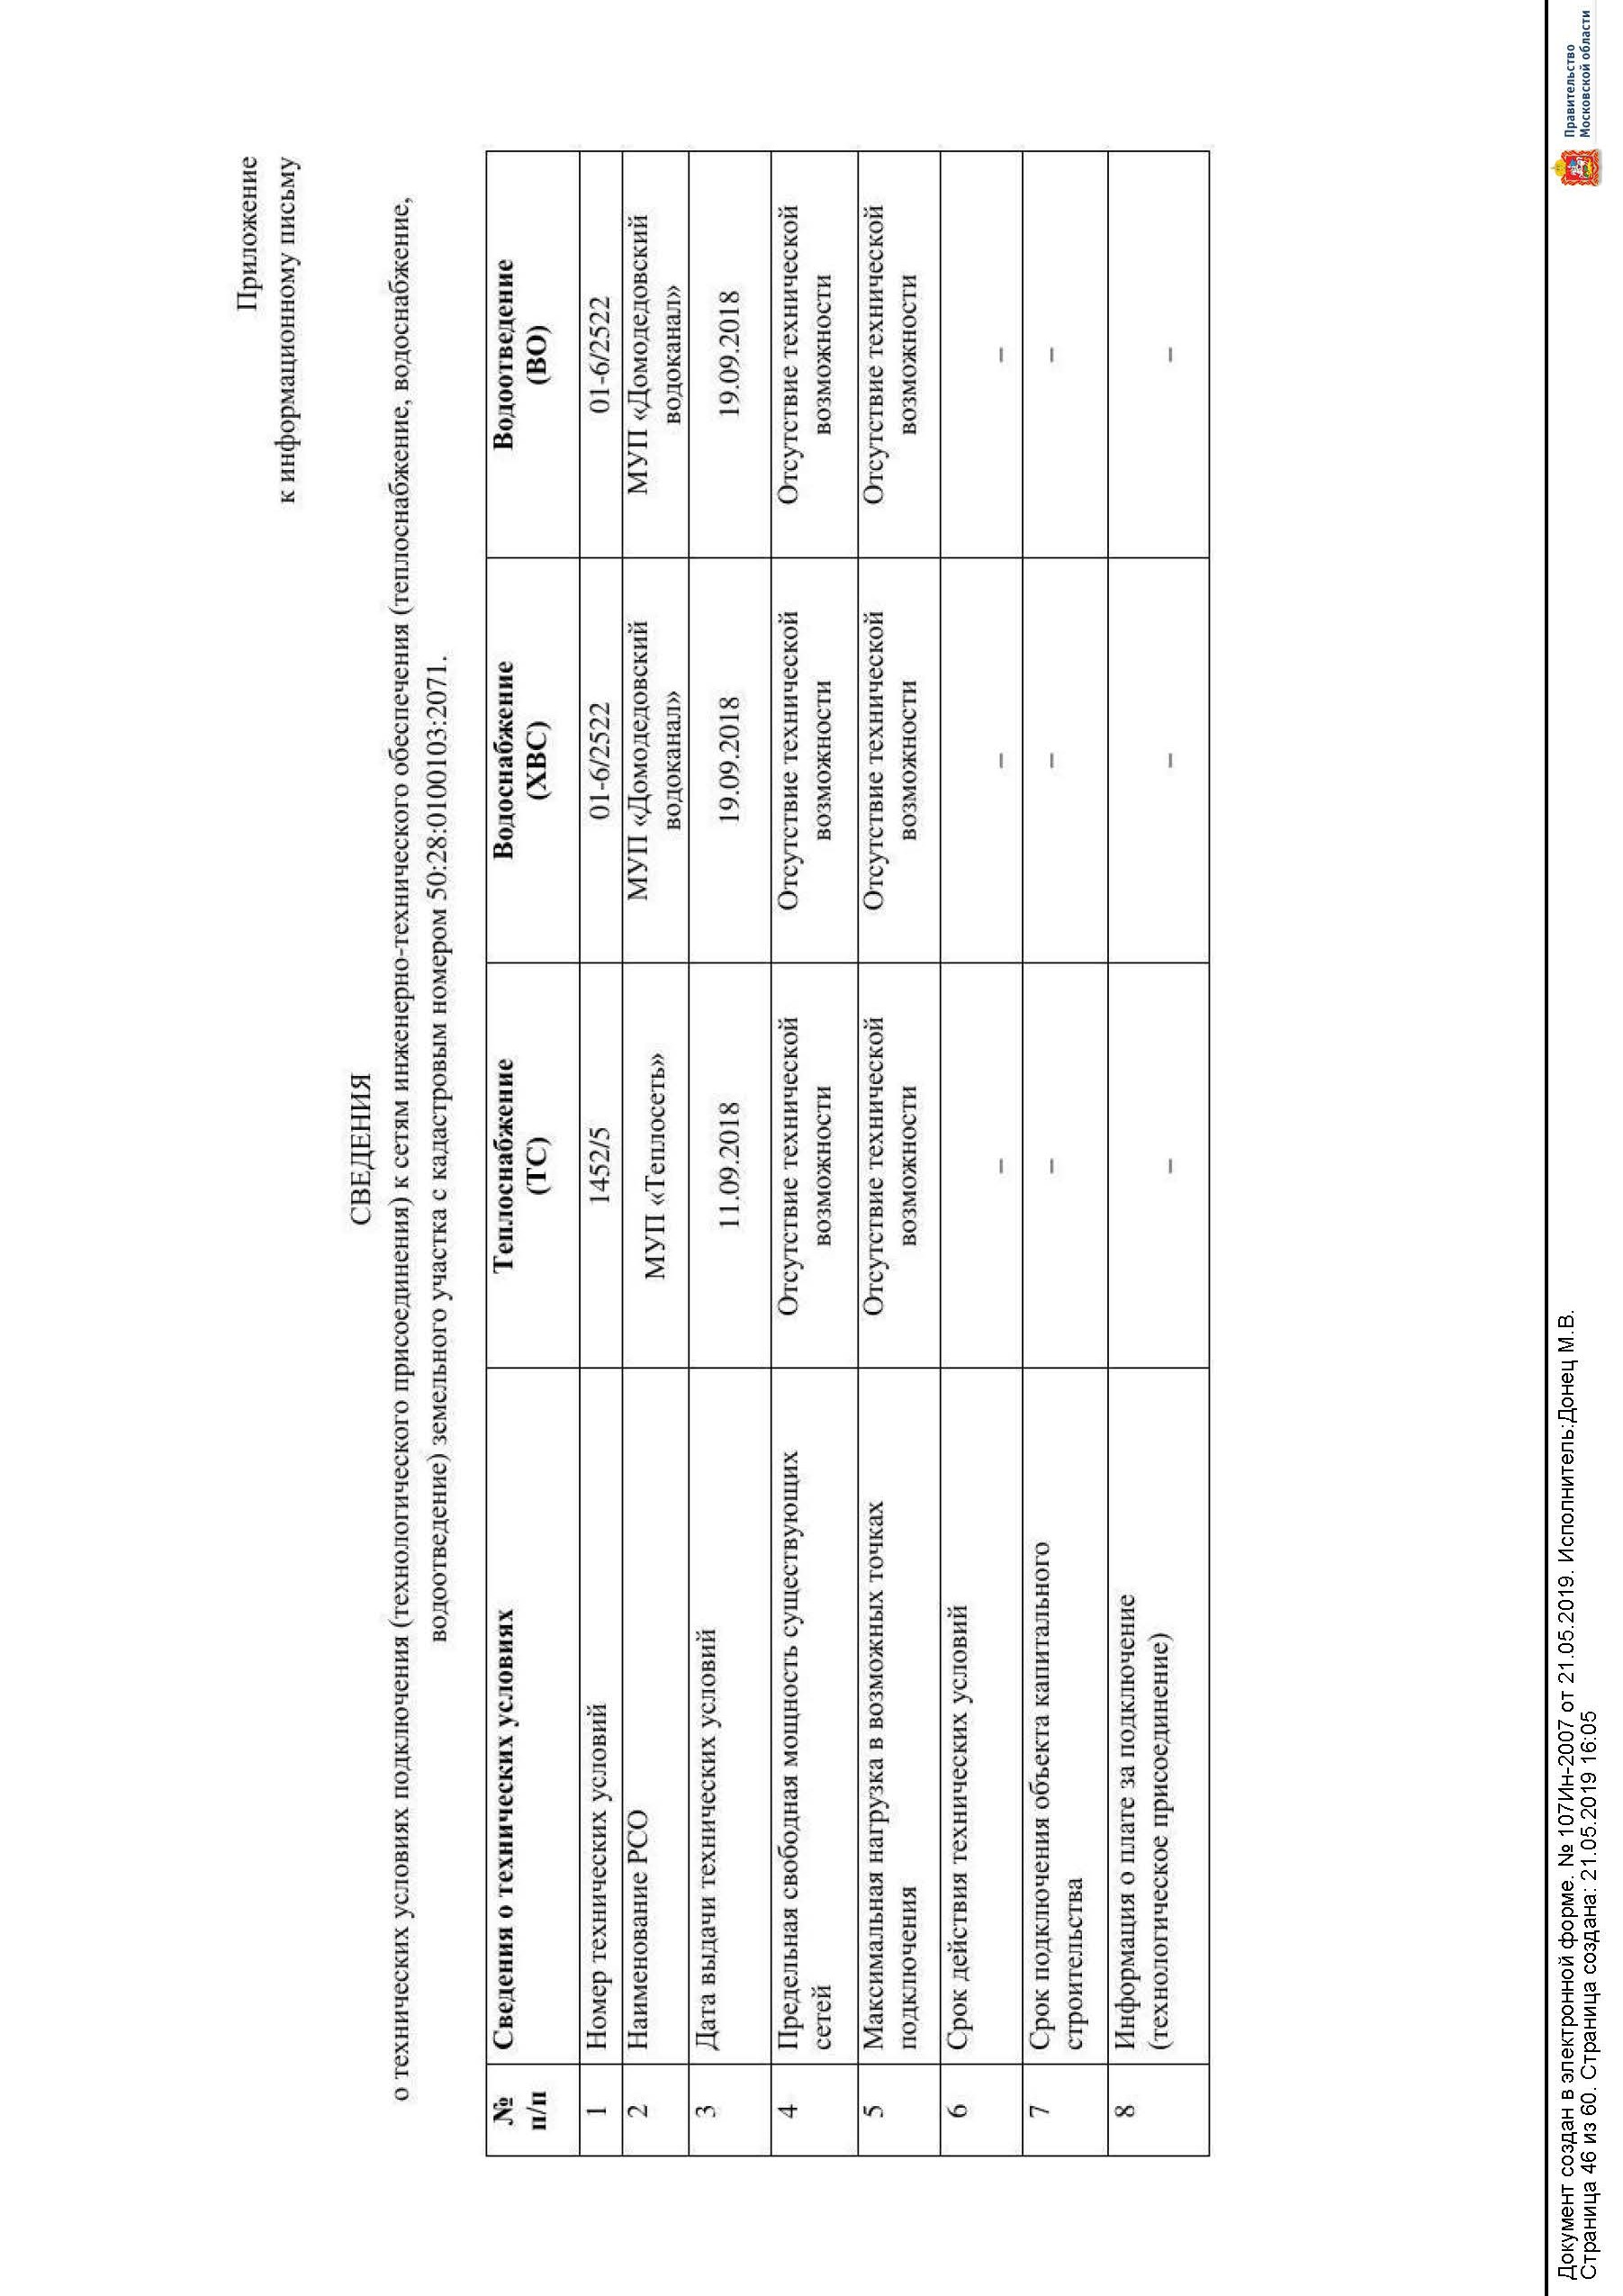 Приложение
к информационному письму
СВЕДЕНИЯ
о технических условиях подключения (технологического присоединения) к сетям инженерно-технического обеспечения (теплоснабжение, водоснабжение,
водоотведение) земельного участка с кадастровым номером 50:28:0100103:2071.
№ п/п Сведения о технических условиях Теплоснабжение (ТС) Водоснабжение (ХВС) Водоотведение (ВО)
1 Номер технических условий 1452/5 01-6/2522 01-6/2522
2 Наименование РСО МУП «Теплосеть» МУП «Домодедовский водоканал» МУП «Домодедовский водоканал»
3 Дата выдачи технических условий 11.09.2018 19.09.2018 19.09.2018
4 Предельная свободная мощность существующих сетей Отсутствие технической возможности Отсутствие технической возможности Отсутствие технической возможности
5 Максимальная нагрузка в возможных точках подключения Отсутствие технической возможности Отсутствие технической возможности Отсутствие технической возможности
6 Срок действия технических условий – – –
7 Срок подключения объекта капитального строительства – – –
8 Информация о плате за подключение (технологическое присоединение) – – –
Документ создан в электронной форме. № 107Ин-2007 от 21.05.2019. Исполнитель:Донец М.В.
Страница 46 из 60. Страница создана: 21.05.2019 16:05
Правительство
Московской области